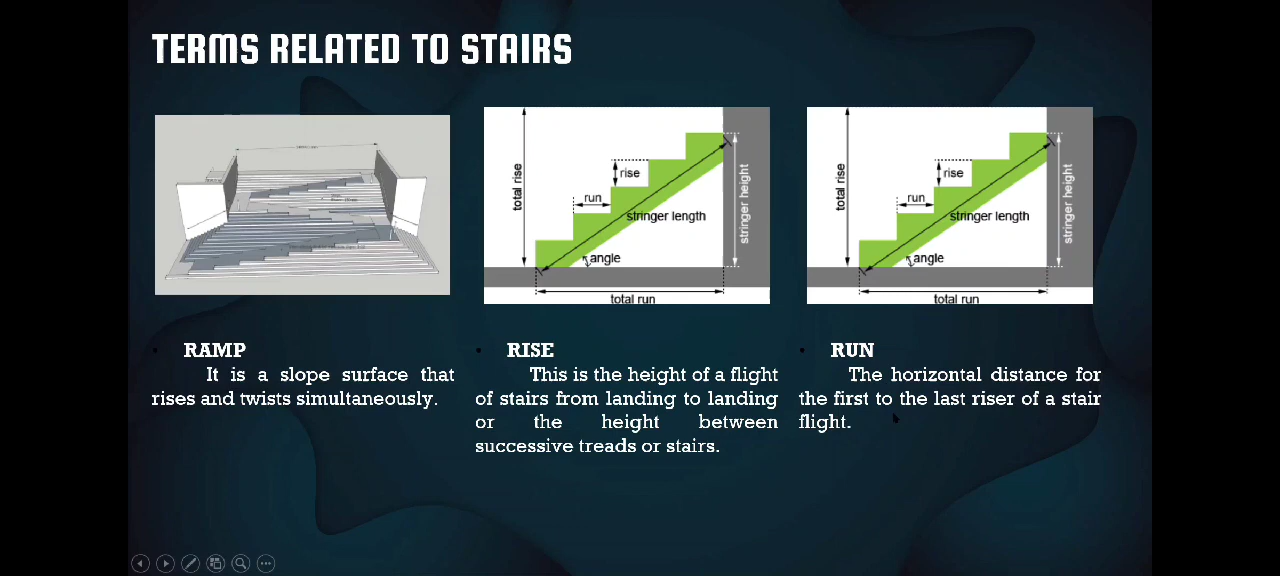 TERMS RELATED TO STAIRS
total rise
rise
run
stringer length
stringer height
angle
total run
total rise
rise
run
stringer length
stringer height
angle
total run
RAMP
It is a slope surface that
rises and twists simultaneously.
RISE
This is the height of a flight
of stairs from landing to landing
or the height between
successive treads or stairs.
RUN
The horizontal distance for
the first to the last riser of a stair
flight.